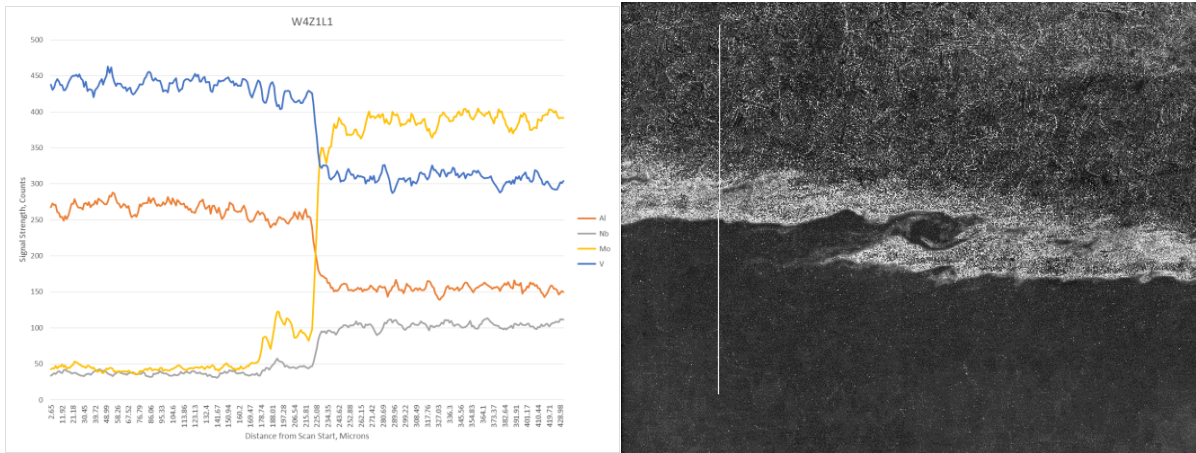 W4Z1L1
500
450
400
350
300
250
200
150
100
50
0
Signal Strength, Counts
2.65 11.92 21.18 30.45 39.72 48.99 58.26 67.52 76.79 86.06 95.33 104.6 113.86 123.13 132.4 141.67 150.94 160.2 169.47 178.74 188.01 197.28 206.54 215.81 225.08 234.35 243.62 252.88 262.15 271.42 280.69 289.96 299.22 308.49 317.76 327.03 336.3 345.56 354.83 364.1 373.37 382.64 391.91 401.17 410.44 419.71 428.98
Distance from Scan Start, Microns
Al
Nb
Mo
V